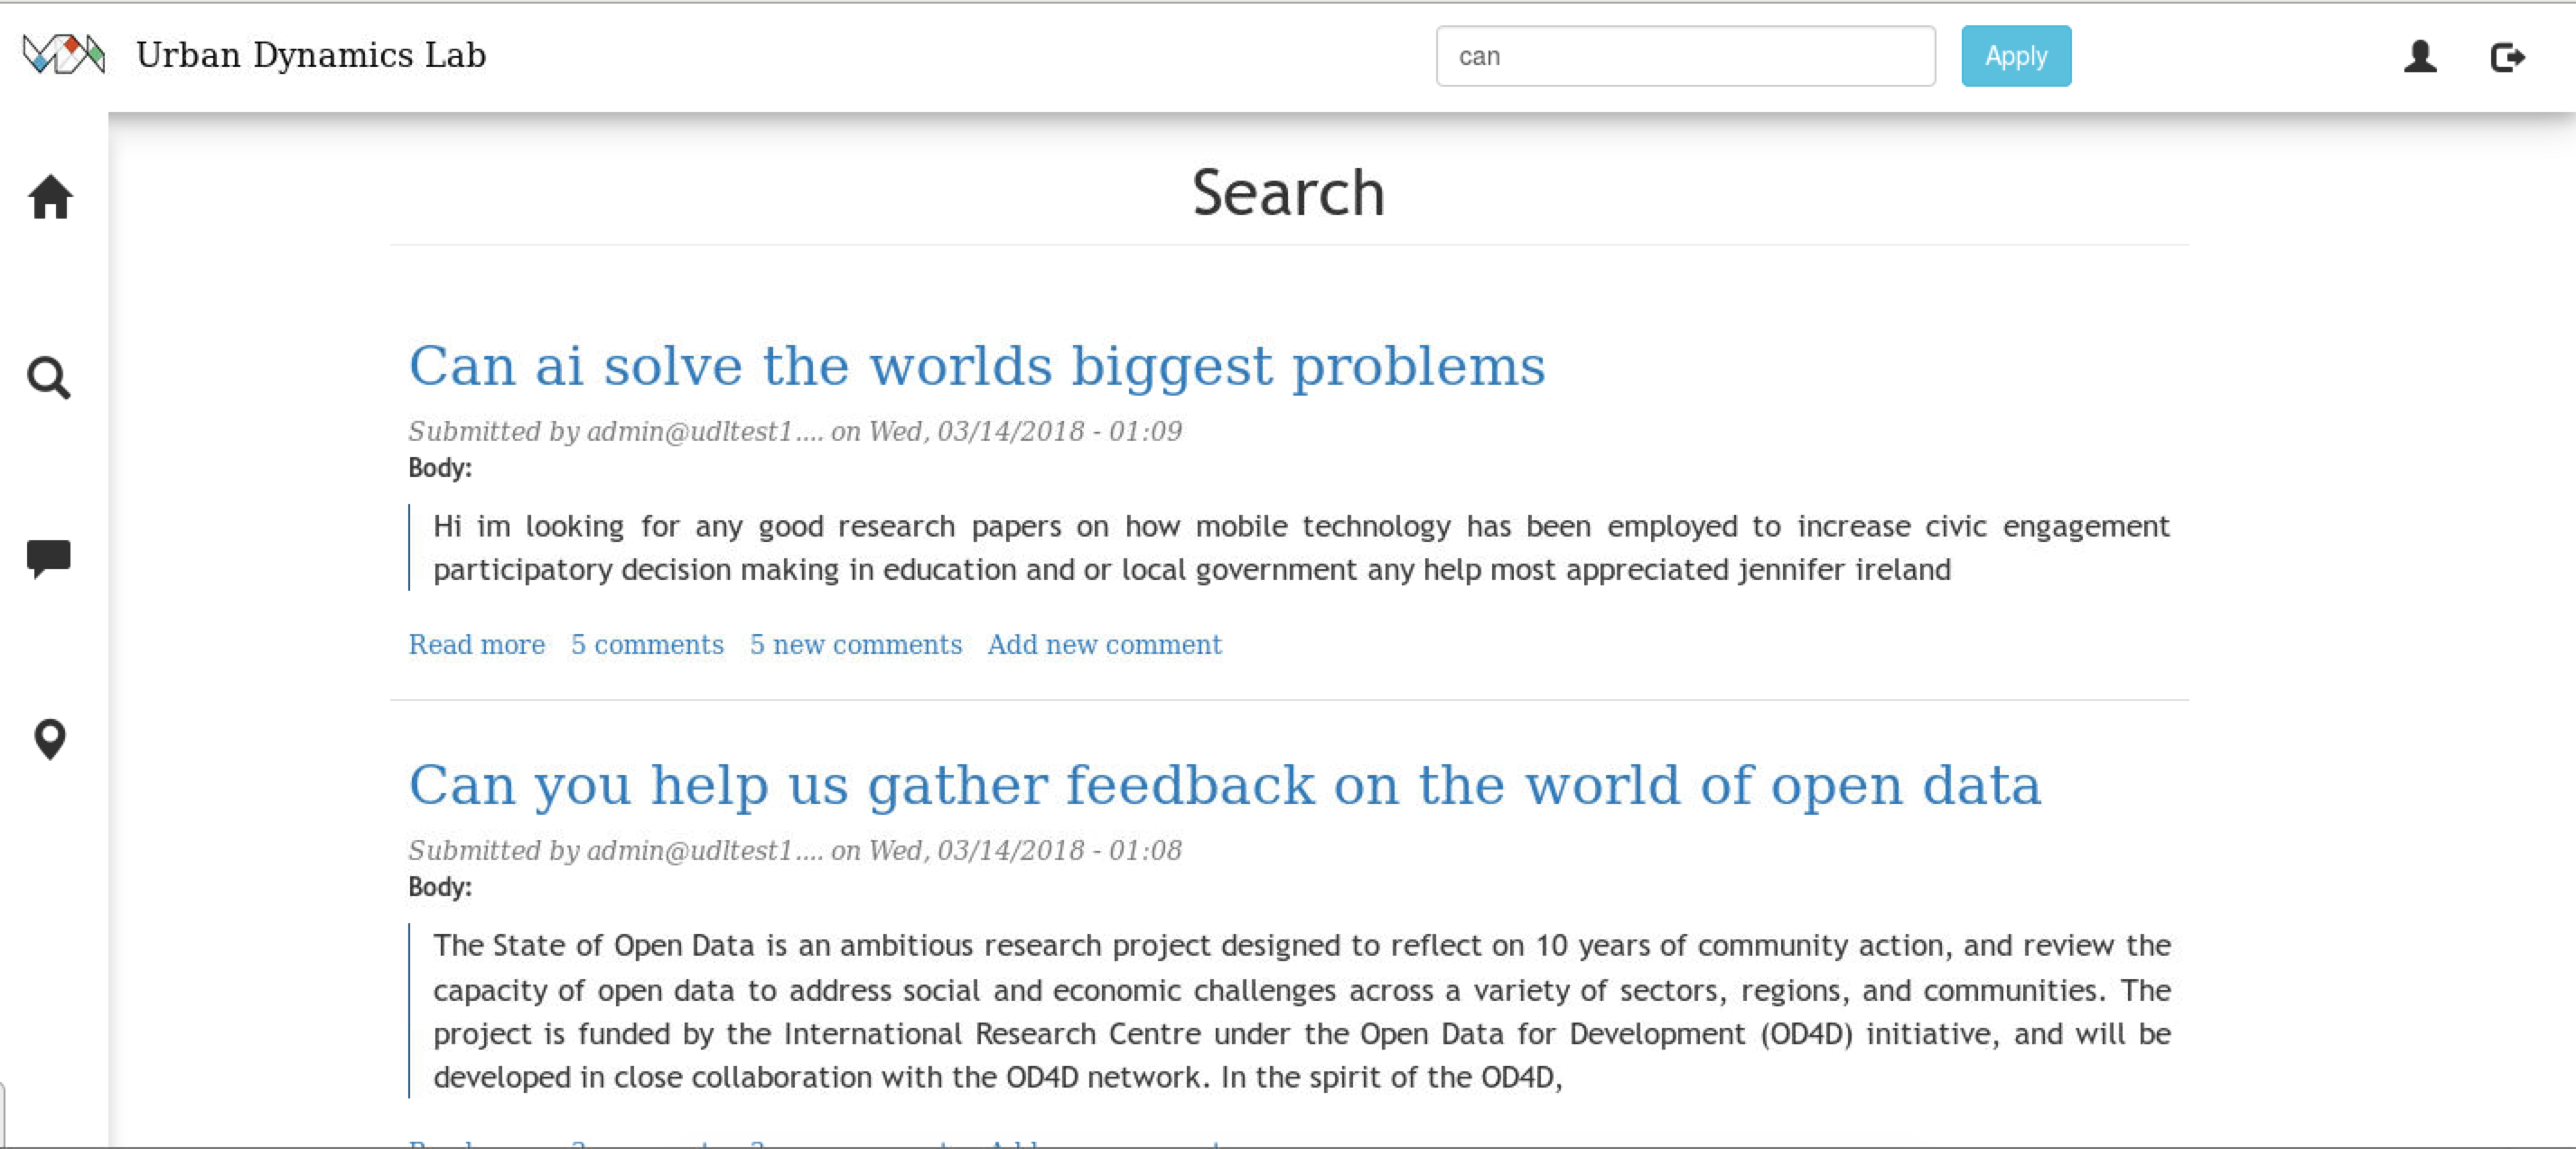 Urban Dynamics Lab
can
Apply
Search
Can ai solve the worlds biggest problems
Submitted by admin@udltest1.... on Wed, 03/14/2018 - 01:09
Body:
Hi im looking for any good research papers on how mobile technology has been employed to increase civic engagement
participatory decision making in education and or local government any help most appreciated jennifer ireland
Read more 5 comments 5 new comments Add new comment
Can you help us gather feedback on the world of open data
Submitted by admin@udltest1.... on Wed, 03/14/2018 - 01:08
Body:
The State of Open Data is an ambitious research project designed to reflect on 10 years of community action, and review the
capacity of open data to address social and economic challenges across a variety of sectors, regions, and communities. The
project is funded by the International Research Centre under the Open Data for Development (OD4D) initiative, and will be
developed in close collaboration with the OD4D network. In the spirit of the OD4D,